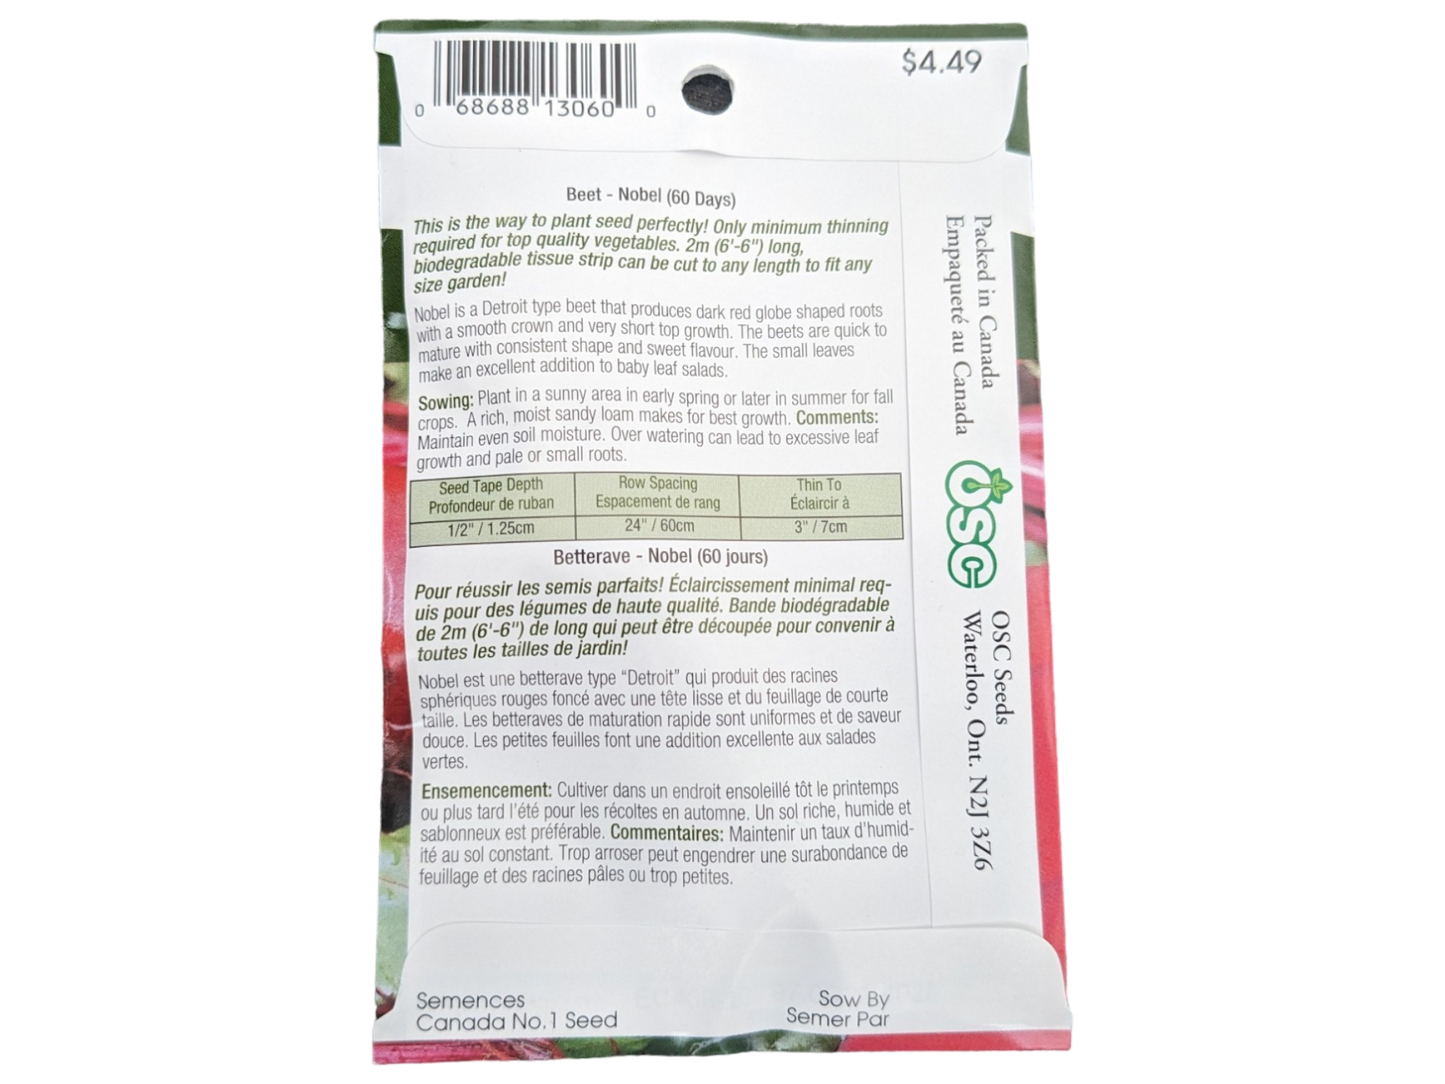 0 68688 13060 0
$4.49
Beet - Nobel (60 Days)
This is the way to plant seed perfectly! Only minimum thinning
required for top quality vegetables. 2m (6'-6") long,
biodegradable tissue strip can be cut to any length to fit any
size garden!
Nobel is a Detroit type beet that produces dark red globe shaped roots
with a smooth crown and very short top growth. The beets are quick to
mature with consistent shape and sweet flavour. The small leaves
make an excellent addition to baby leaf salads.
Sowing: Plant in a sunny area in early spring or later in summer for fall
crops. A rich, moist sandy loam makes for best growth. Comments:
Maintain even soil moisture. Over watering can lead to excessive leaf
growth and pale or small roots.
Seed Tape Depth Row Spacing Thin To
Profondeur de ruban Espacement de rang Éclaircir à
1/2" / 1.25cm 24" / 60cm 3" / 7cm
Betterave - Nobel (60 jours)
Pour réussir les semis parfaits! Éclaircissement minimal req-
uis pour des légumes de haute qualité. Bande biodégradable
de 2m (6'-6") de long qui peut être découpée pour convenir à
toutes les tailles de jardin!
Nobel est une betterave type “Detroit” qui produit des racines
sphériques rouges foncé avec une tête lisse et du feuillage de courte
taille. Les betteraves de maturation rapide sont uniformes et de saveur
douce. Les petites feuilles font une addition excellente aux salades
vertes.
Ensemencement: Cultiver dans un endroit ensoleillé tôt le printemps
ou plus tard l'été pour les récoltes en automne. Un sol riche, humide et
sablonneux est préférable. Commentaires: Maintenir un taux d'humid-
ité au sol constant. Trop arroser peut engendrer une surabondance de
feuillage et des racines pâles ou trop petites.
Packed in Canada
Empaqueté au Canada
OSC
OSC Seeds
Waterloo, Ont. N2J 3Z6
Semences
Canada No.1 Seed
Sow By
Semer Par